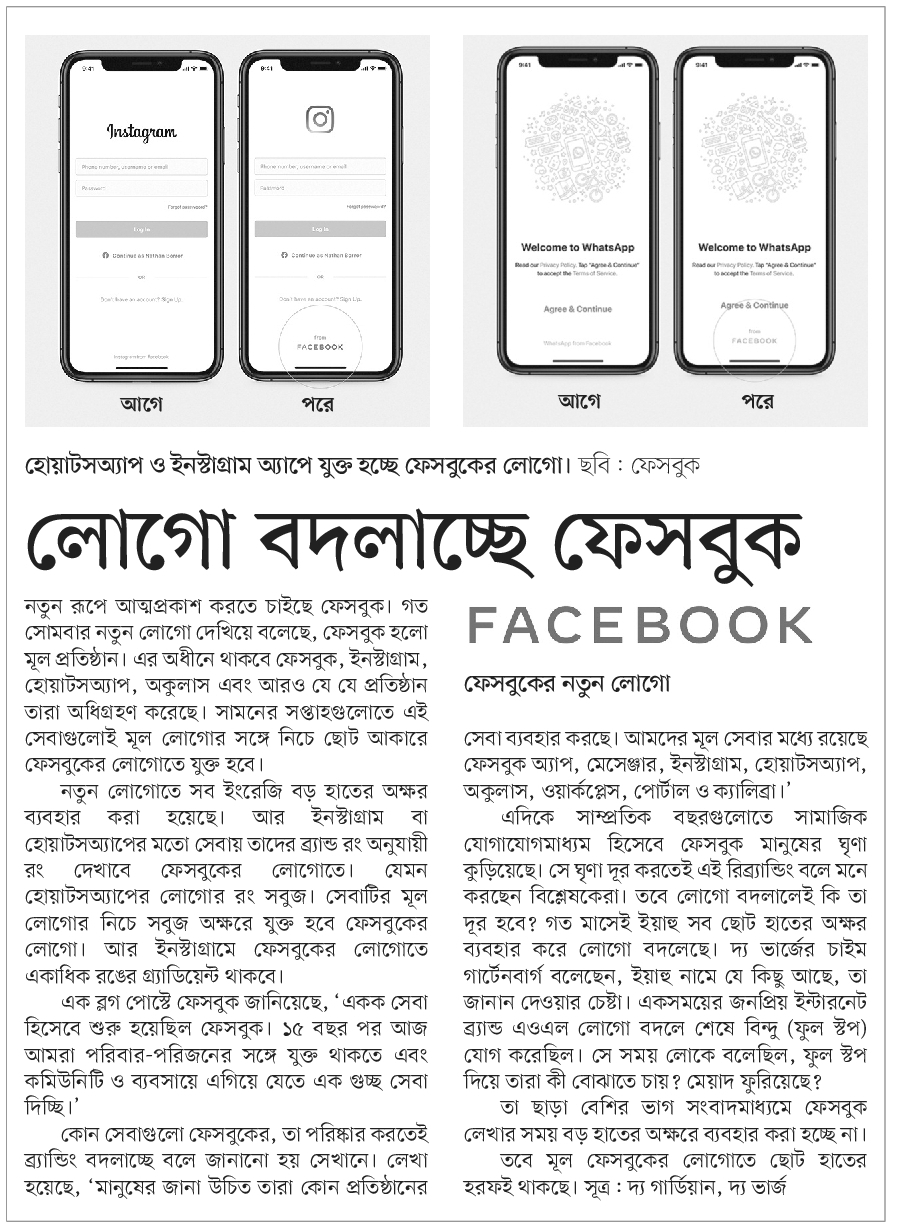 9:41
Instagram
Phone number, username or email
Password
Forgot password?
Log In
OR
Don't have an account? Sign Up.
Instagram from Facebook
আগে
9:41
Phone number, username or email
Password
Forgot password?
Log In
OR
Don't have an account? Sign Up.
from
FACEBOOK
পরে
9:41
Welcome to WhatsApp
Read our Privacy Policy. Tap "Agree & Continue"
to accept the Terms of Service.
Agree & Continue
WhatsApp from Facebook
আগে
9:41
Welcome to WhatsApp
Read our Privacy Policy. Tap "Agree & Continue"
to accept the Terms of Service.
Agree & Continue
from
FACEBOOK
পরে
হোয়াটসঅ্যাপ ও ইনস্টাগ্রাম অ্যাপে যুক্ত হচ্ছে ফেসবুকের লোগো। ছবি : ফেসবুক
লোগো বদলাচ্ছে ফেসবুক
নতুন রূপে আত্মপ্রকাশ করতে চাইছে ফেসবুক। গত
সোমবার নতুন লোগো দেখিয়ে বলেছে, ফেসবুক হলো
মূল প্রতিষ্ঠান। এর অধীনে থাকবে ফেসবুক, ইনস্টাগ্রাম,
হোয়াটসঅ্যাপ, অকুলাস এবং আরও যে যে প্রতিষ্ঠান
তারা অধিগ্রহণ করেছে। সামনের সপ্তাহগুলোতে এই
সেবাগুলোই মূল লোগোর সঙ্গে নিচে ছোট আকারে
ফেসবুকের লোগোতে যুক্ত হবে।
নতুন লোগোতে সব ইংরেজি বড় হাতের অক্ষর
ব্যবহার করা হয়েছে। আর ইনস্টাগ্রাম বা
হোয়াটসঅ্যাপের মতো সেবায় তাদের ব্র্যান্ড রং অনুযায়ী
রং দেখাবে ফেসবুকের লোগোতে। যেমন
হোয়াটসঅ্যাপের লোগোর রং সবুজ। সেবাটির মূল
লোগোর নিচে সবুজ অক্ষরে যুক্ত হবে ফেসবুকের
লোগো। আর ইনস্টাগ্রামে ফেসবুকের লোগোতে
একাধিক রঙের গ্র্যাডিয়েন্ট থাকবে।
এক ব্লগ পোস্টে ফেসবুক জানিয়েছে, ‘একক সেবা
হিসেবে শুরু হয়েছিল ফেসবুক। ১৫ বছর পর আজ
আমরা পরিবার-পরিজনের সঙ্গে যুক্ত থাকতে এবং
কমিউনিটি ও ব্যবসায়ে এগিয়ে যেতে এক গুচ্ছ সেবা
দিচ্ছি।’
কোন সেবাগুলো ফেসবুকের, তা পরিষ্কার করতেই
ব্র্যান্ডিং বদলাচ্ছে বলে জানানো হয় সেখানে। লেখা
হয়েছে, ‘মানুষের জানা উচিত তারা কোন প্রতিষ্ঠানের
FACEBOOK
ফেসবুকের নতুন লোগো
সেবা ব্যবহার করছে। আমদের মূল সেবার মধ্যে রয়েছে
ফেসবুক অ্যাপ, মেসেঞ্জার, ইনস্টাগ্রাম, হোয়াটসঅ্যাপ,
অকুলাস, ওয়ার্কপ্লেস, পোর্টাল ও ক্যালিব্রা।’
এদিকে সাম্প্রতিক বছরগুলোতে সামাজিক
যোগাযোগমাধ্যম হিসেবে ফেসবুক মানুষের ঘৃণা
কুড়িয়েছে। সে ঘৃণা দূর করতেই এই রিব্র্যান্ডিং বলে মনে
করছেন বিশ্লেষকেরা। তবে লোগো বদলালেই কি তা
দূর হবে? গত মাসেই ইয়াহু সব ছোট হাতের অক্ষর
ব্যবহার করে লোগো বদলেছে। দ্য ভার্জের চাইম
গার্টেনবার্গ বলেছেন, ইয়াহু নামে যে কিছু আছে, তা
জানান দেওয়ার চেষ্টা। একসময়ের জনপ্রিয় ইন্টারনেট
ব্র্যান্ড এওএল লোগো বদলে শেষে বিন্দু (ফুল স্টপ)
যোগ করেছিল। সে সময় লোকে বলেছিল, ফুল স্টপ
দিয়ে তারা কী বোঝাতে চায়? মেয়াদ ফুরিয়েছে?
তা ছাড়া বেশির ভাগ সংবাদমাধ্যমে ফেসবুক
লেখার সময় বড় হাতের অক্ষরে ব্যবহার করা হচ্ছে না।
তবে মূল ফেসবুকের লোগোতে ছোট হাতের
হরফই থাকছে। সূত্র : দ্য গার্ডিয়ান, দ্য ভার্জ